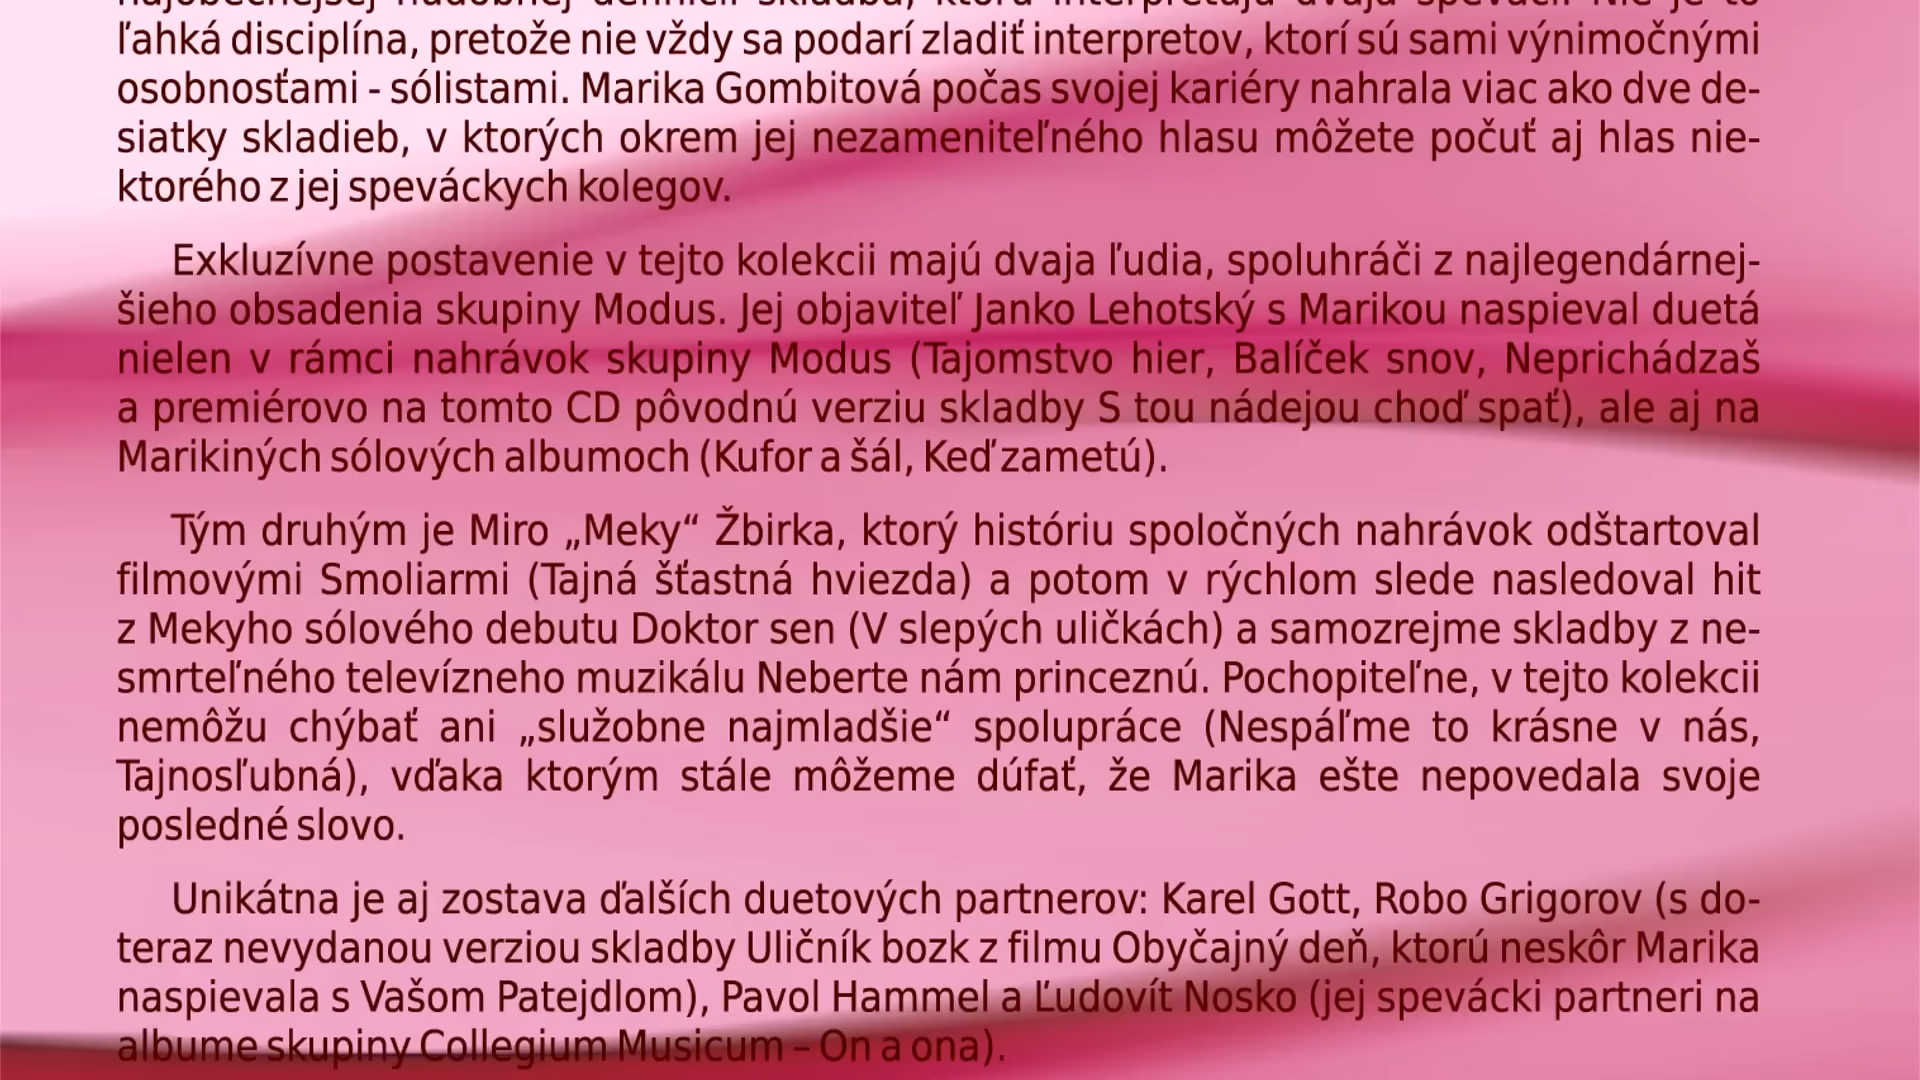 ľahká disciplína, pretože nie vždy sa podarí zladiť interpretov, ktorí sú sami výnimočnými
osobnosťami - sólistami. Marika Gombitová počas svojej kariéry nahrala viac ako dve de-
siatky skladieb, v ktorých okrem jej nezameniteľného hlasu môžete počuť aj hlas nie-
ktorého z jej speváckych kolegov.
Exkluzívne postavenie v tejto kolekcii majú dvaja ľudia, spoluhráči z najlegendárnej-
šieho obsadenia skupiny Modus. Jej objaviteľ Janko Lehotský s Marikou naspieval duetá
nielen v rámci nahrávok skupiny Modus (Tajomstvo hier, Balíček snov, Neprichádzaš
a premiérovo na tomto CD pôvodnú verziu skladby S tou nádejou choď spať), ale aj na
Marikiných sólových albumoch (Kufor a šál, Keď zametú).
Tým druhým je Miro „Meky“ Žbirka, ktorý históriu spoločných nahrávok odštartoval
filmovými Smoliarmi (Tajná šťastná hviezda) a potom v rýchlom slede nasledoval hit
z Mekyho sólového debutu Doktor sen (V slepých uličkách) a samozrejme skladby z ne-
smrteľného televízneho muzikálu Neberte nám princeznú. Pochopiteľne, v tejto kolekcii
nemôžu chýbať ani „služobne najmladšie“ spolupráce (Nespáľme to krásne v nás,
Tajnosľubná), vďaka ktorým stále môžeme dúfať, že Marika ešte nepovedala svoje
posledné slovo.
Unikátna je aj zostava ďalších duetových partnerov: Karel Gott, Robo Grigorov (s do-
teraz nevydanou verziou skladby Uličník bozk z filmu Obyčajný deň, ktorú neskôr Marika
naspievala s Vašom Patejdlom), Pavol Hammel a Ľudovít Nosko (jej spevácki partneri na
albume skupiny Collegium Musicum – On a ona).